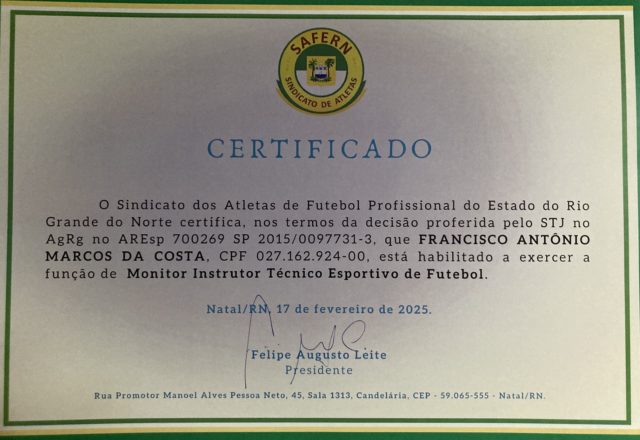 SAFERN
SINDICATO DE ATLETAS
CERTIFICADO
O Sindicato dos Atletas de Futebol Profissional do Estado do Rio
Grande do Norte certifica, nos termos da decisão proferida pelo STJ no
AgRg no AREsp 700269 SP 2015/0097731-3, que FRANCISCO ANTÔNIO
MARCOS DA COSTA, CPF 027.162.924-00, está habilitado a exercer a
função de Monitor Instrutor Técnico Esportivo de Futebol.
Natal/RN, 17 de fevereiro de 2025.
Felipe Augusto Leite
Presidente
Rua Promotor Manoel Alves Pessoa Neto, 45, Sala 1313, Candelária, CEP - 59.065-555 - Natal/RN.